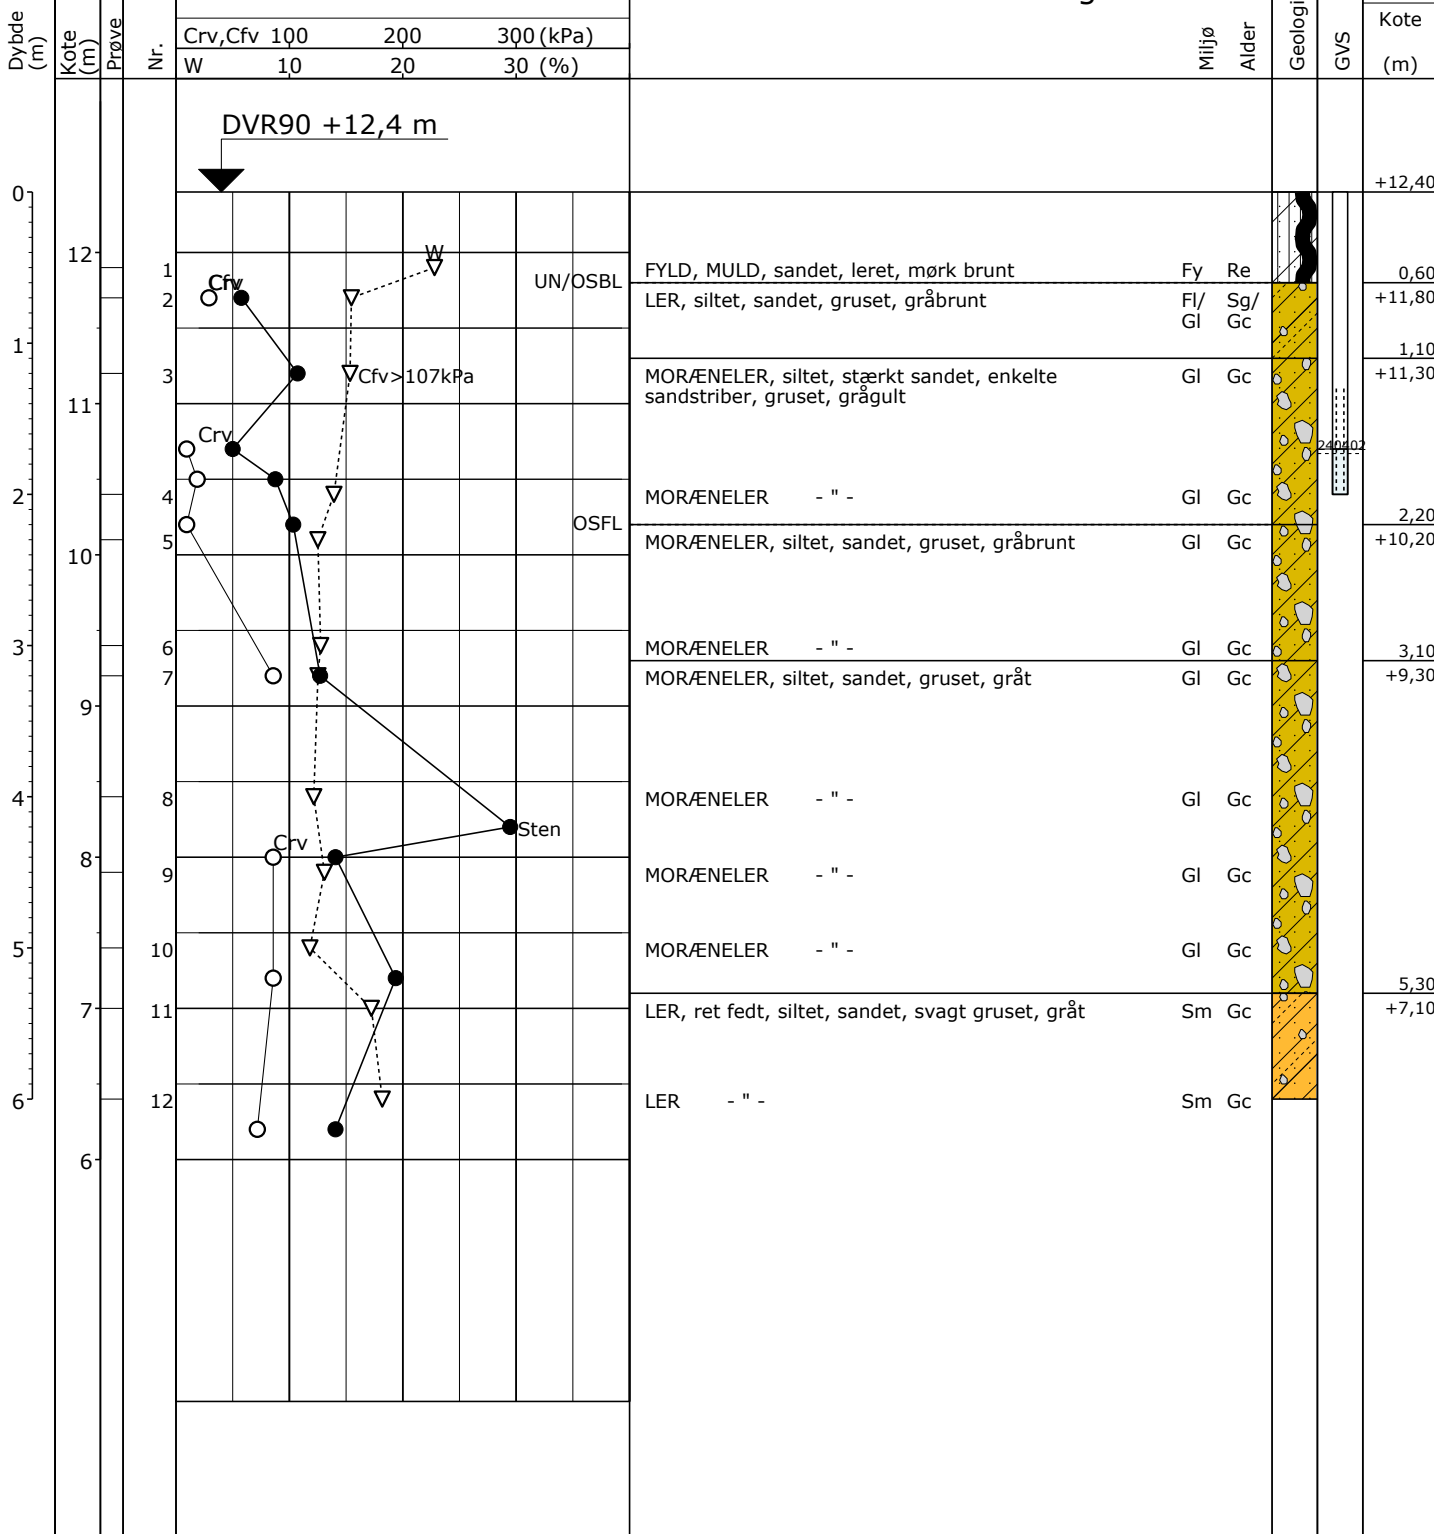 Dybde (m)
Kote (m)
Prøve
Nr.
Crv,Cfv 100 200 300 (kPa)
W 10 20 30 (%)
Miljø
Alder
Geologi
GVS
Kote
(m)
DVR90 +12,4 m
0
+12,40
12
W
1
FYLD, MULD, sandet, leret, mørk brunt Fy Re
0,60
Cfv
Crv
UN/OSBL
2
LER, siltet, sandet, gruset, gråbrunt Fl/ Sg/
Gl Gc
+11,80
1
1,10
3
Cfv>107kPa
MORÆNELER, siltet, stærkt sandet, enkelte Gl Gc
sandstriber, gruset, grågult
+11,30
11
Crv
240402
2
4
MORÆNELER - " - Gl Gc
OSFL
2,20
5
MORÆNELER, siltet, sandet, gruset, gråbrunt Gl Gc
+10,20
10
3
6
MORÆNELER - " - Gl Gc
3,10
7
MORÆNELER, siltet, sandet, gruset, gråt Gl Gc
+9,30
9
4
8
MORÆNELER - " - Gl Gc
Sten
Crv
8
9
MORÆNELER - " - Gl Gc
5
10
MORÆNELER - " - Gl Gc
5,30
7
11
LER, ret fedt, siltet, sandet, svagt gruset, gråt Sm Gc
+7,10
6
12
LER - " - Sm Gc
6